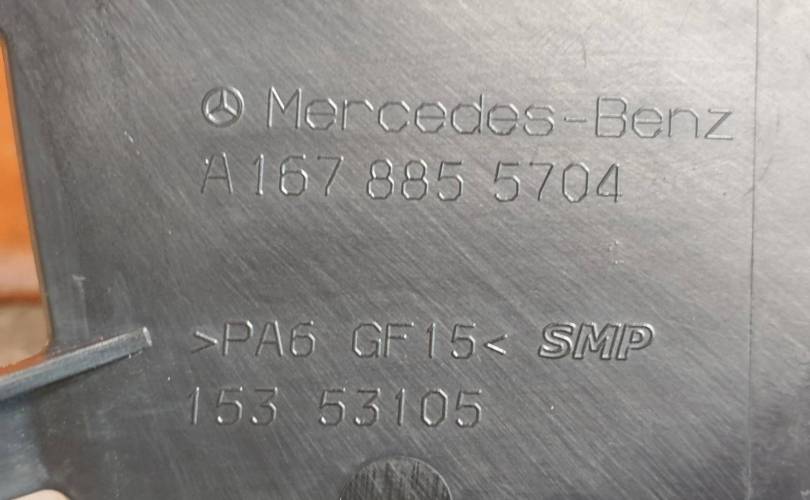 Mercedes-Benz
A 167 885 5704
>PA6 GF15< SMP
153 53105